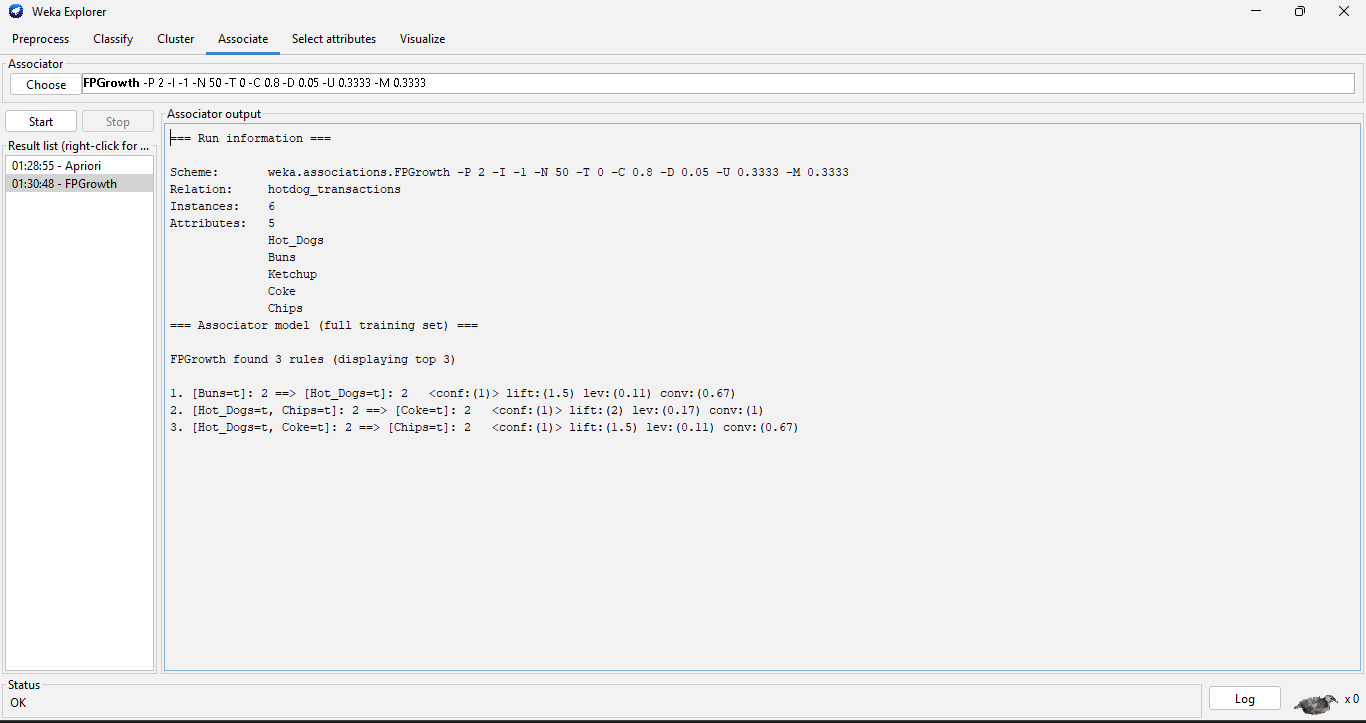 Weka Explorer
Preprocess Classify Cluster Associate Select attributes Visualize
Associator
Choose FPGrowth -P 2 -I -1 -N 50 -T 0 -C 0.8 -D 0.05 -U 0.3333 -M 0.3333
Start Stop
Result list (right-click for ...
01:28:55 - Apriori
01:30:48 - FPGrowth
Associator output
=== Run information ===
Scheme: weka.associations.FPGrowth -P 2 -I -1 -N 50 -T 0 -C 0.8 -D 0.05 -U 0.3333 -M 0.3333
Relation: hotdog_transactions
Instances: 6
Attributes: 5
Hot_Dogs
Buns
Ketchup
Coke
Chips
=== Associator model (full training set) ===
FPGrowth found 3 rules (displaying top 3)
1. [Buns=t]: 2 ==> [Hot_Dogs=t]: 2 <conf:(1)> lift:(1.5) lev:(0.11) conv:(0.67)
2. [Hot_Dogs=t, Chips=t]: 2 ==> [Coke=t]: 2 <conf:(1)> lift:(2) lev:(0.17) conv:(1)
3. [Hot_Dogs=t, Coke=t]: 2 ==> [Chips=t]: 2 <conf:(1)> lift:(1.5) lev:(0.11) conv:(0.67)
Status
OK
Log
x 0